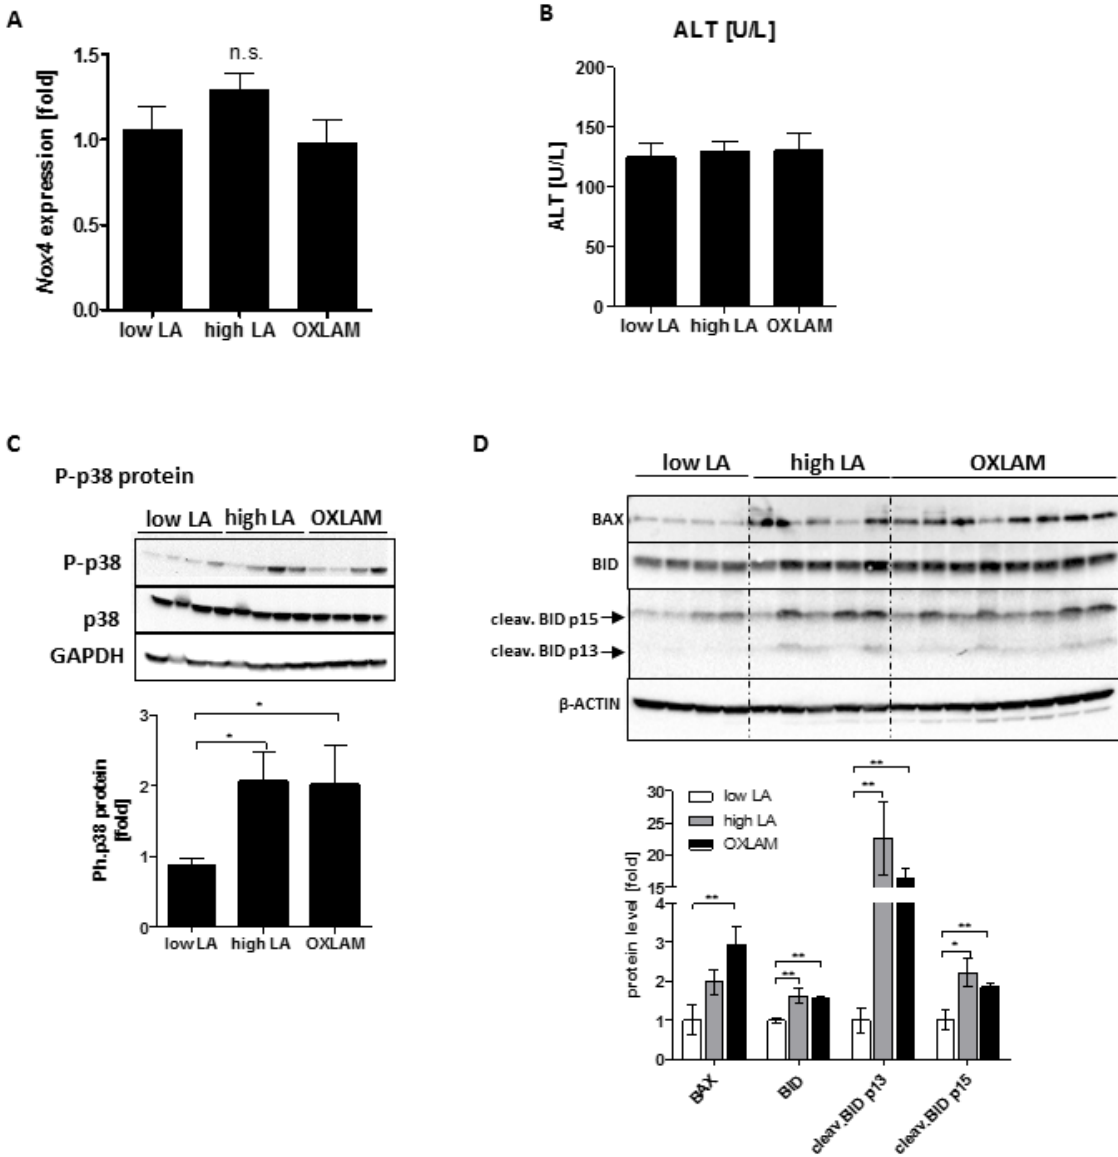 A
n.s.
1.5
1.0
0.5
0.0
Nox4 expression [fold]
low LA high LA OXLAM
B
ALT [U/L]
200
150
100
50
0
ALT [U/L]
low LA high LA OXLAM
C
P-p38 protein
low LA high LA OXLAM
P-p38
p38
GAPDH
3
2
1
0
Ph.p38 protein
[fold]
*
*
low LA high LA OXLAM
D
low LA high LA OXLAM
BAX
BID
cleav. BID p15
cleav. BID p13
β-ACTIN
30
25
20
15
4
3
2
1
0
protein level [fold]
low LA
high LA
OXLAM
**
**
**
**
**
**
*
BAX
BID
cleav.BID p13
cleav.BID p15